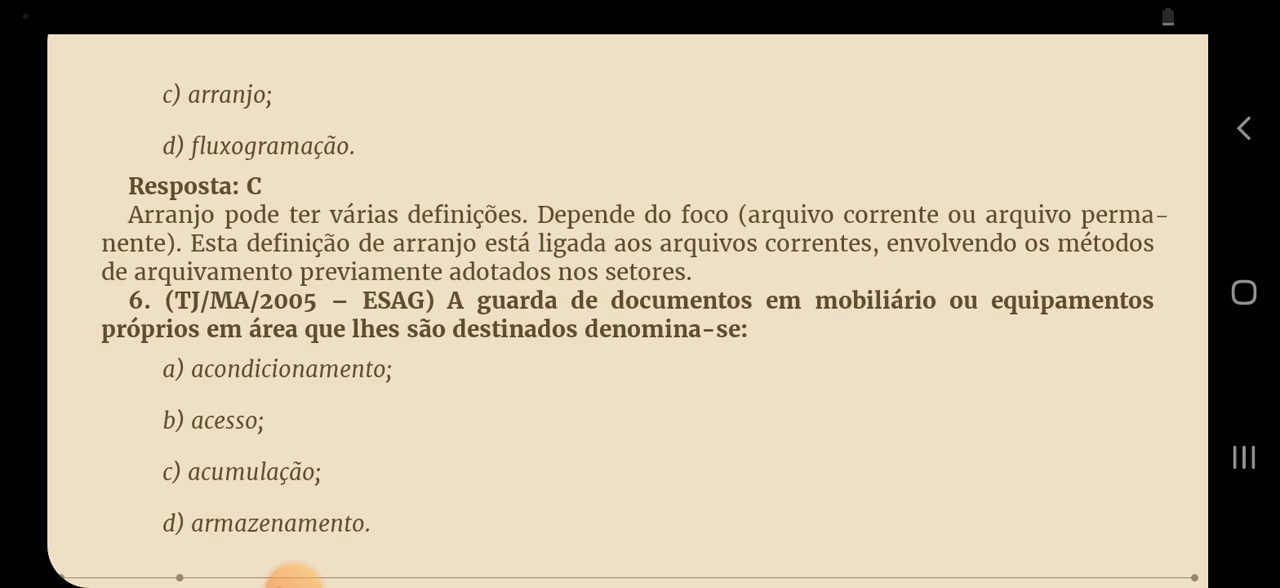 c) arranjo;
d) fluxogramação.
Resposta: C
Arranjo pode ter várias definições. Depende do foco (arquivo corrente ou arquivo perma-
nente). Esta definição de arranjo está ligada aos arquivos correntes, envolvendo os métodos
de arquivamento previamente adotados nos setores.
6. (TJ/MA/2005 – ESAG) A guarda de documentos em mobiliário ou equipamentos
próprios em área que lhes são destinados denomina-se:
a) acondicionamento;
b) acesso;
c) acumulação;
d) armazenamento.